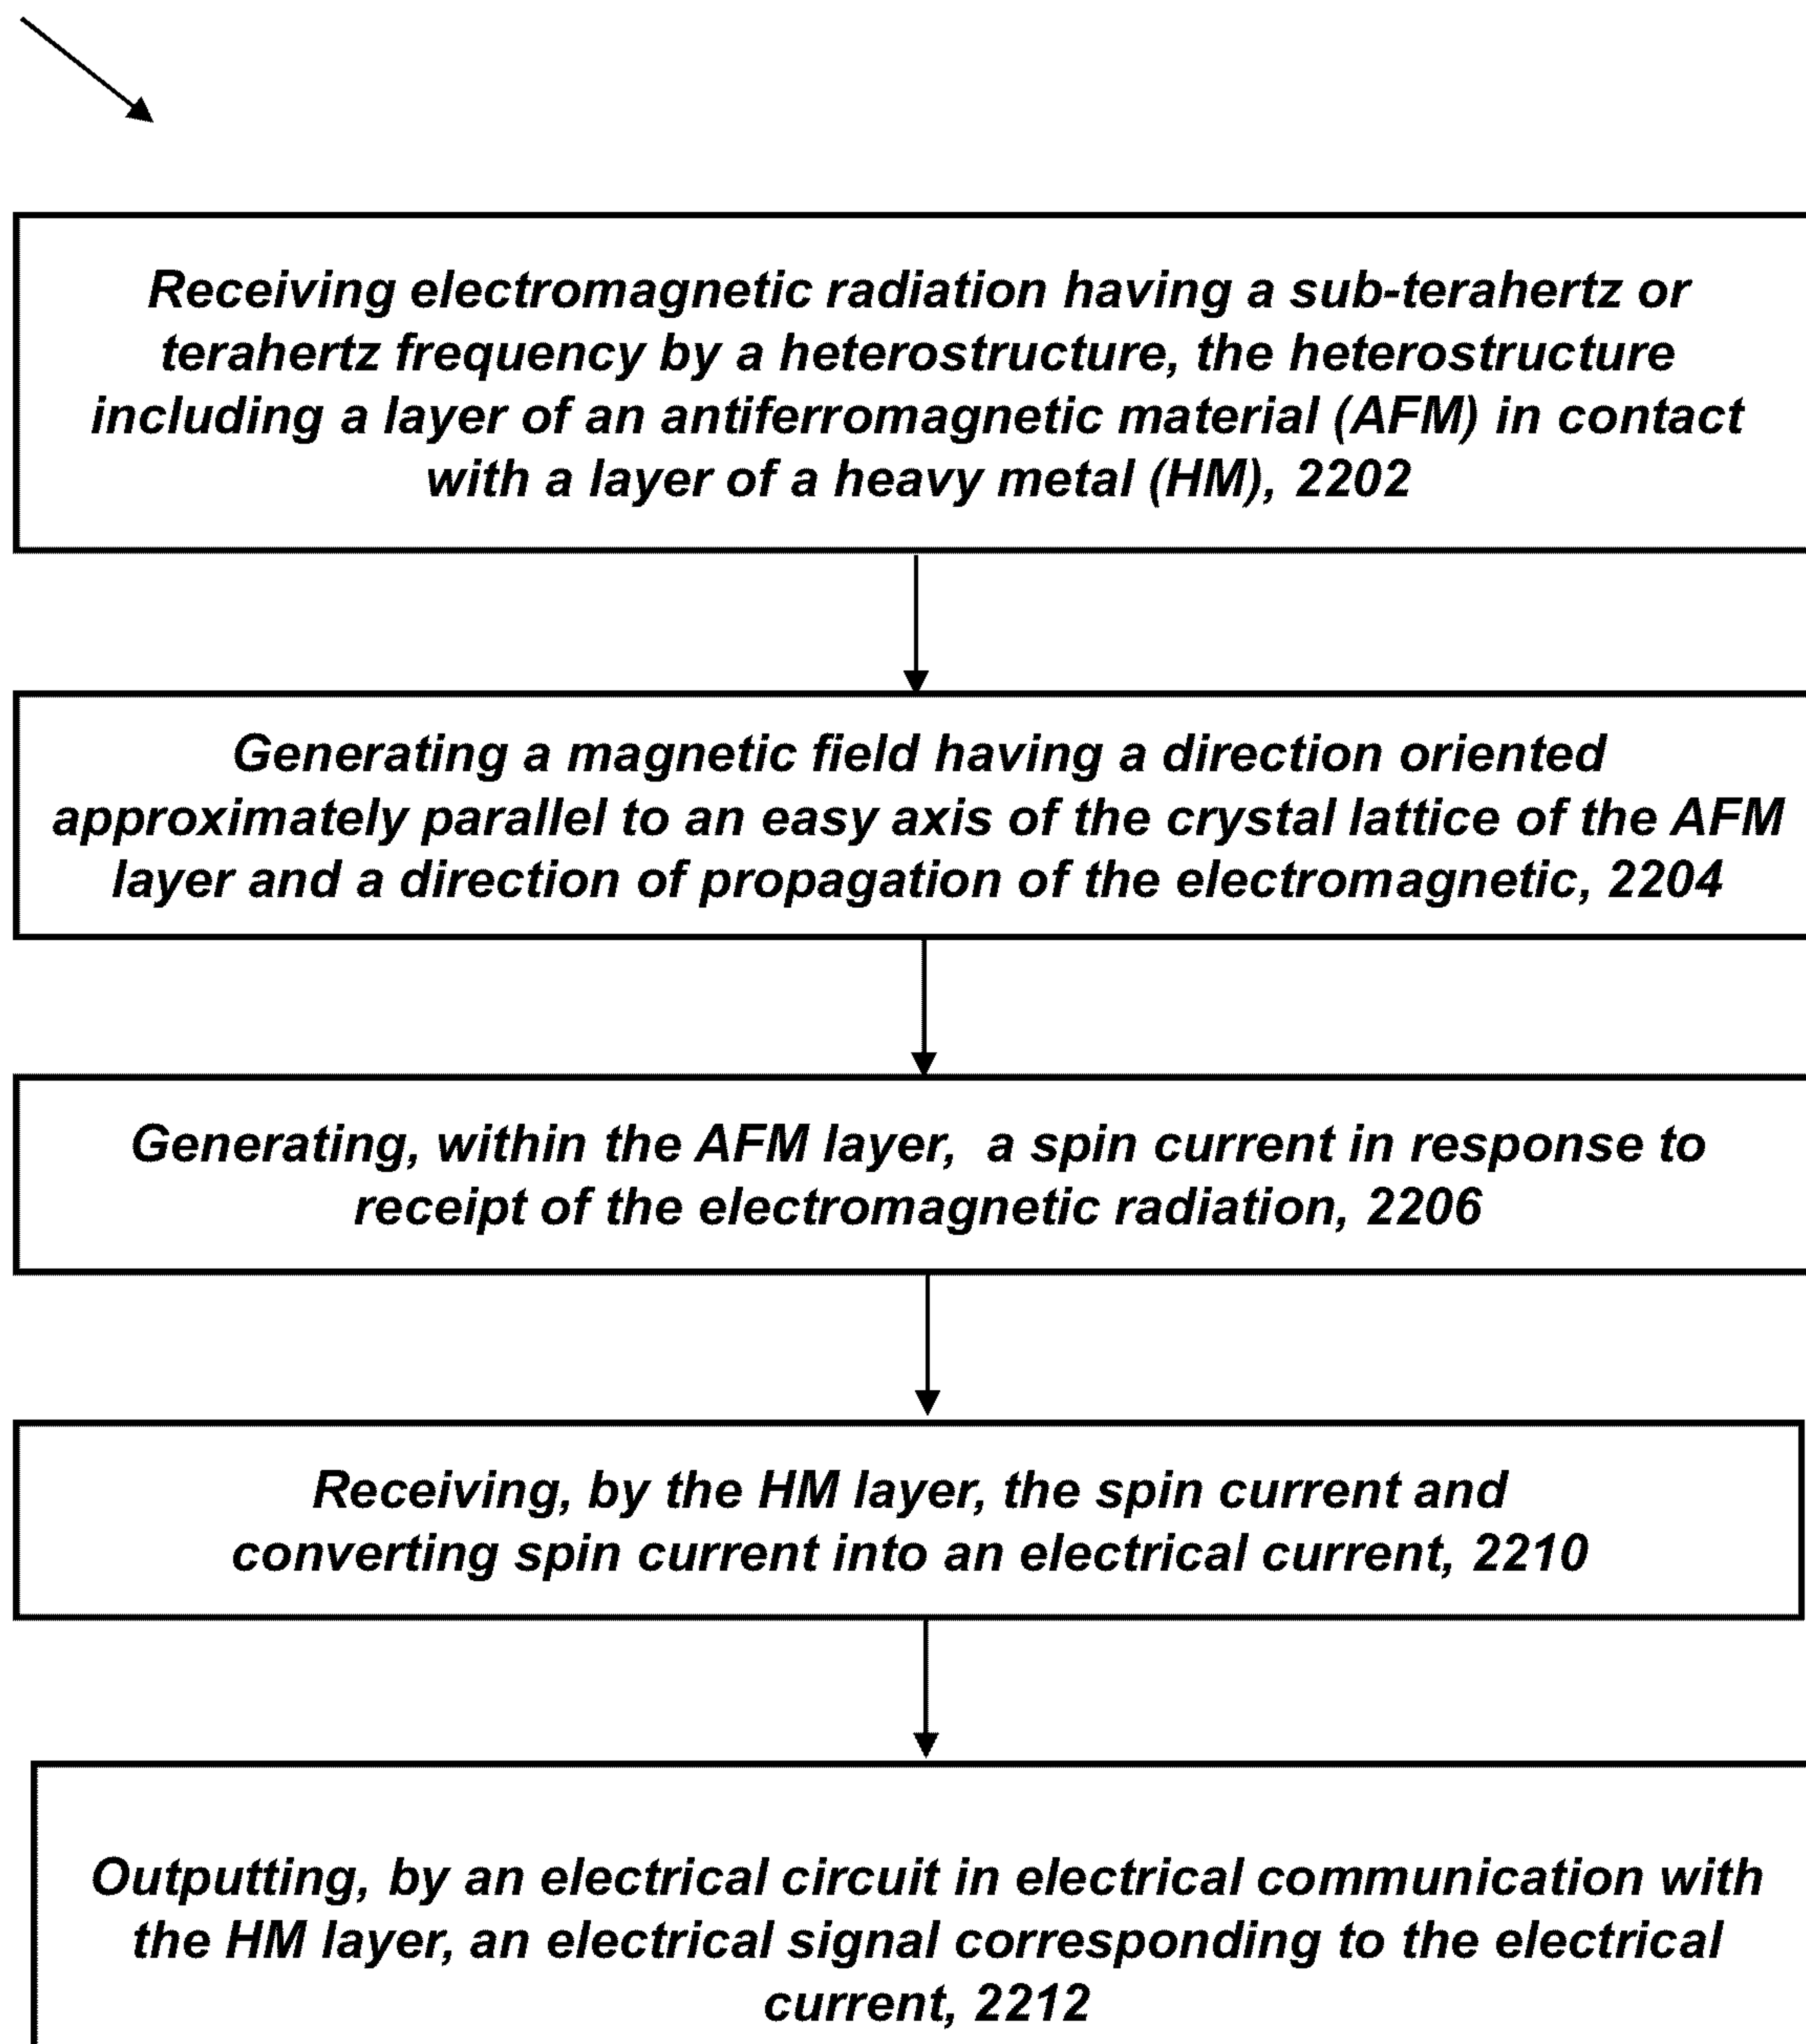 Receiving electromagnetic radiation having a sub-terahertz or
terahertz frequency by a heterostructure, the heterostructure
including a layer of an antiferromagnetic material (AFM) in contact
with a layer of a heavy metal (HM), 2202
Generating a magnetic field having a direction oriented
approximately parallel to an easy axis of the crystal lattice of the AFM
layer and a direction of propagation of the electromagnetic, 2204
Generating, within the AFM layer,  a spin current in response to
receipt of the electromagnetic radiation, 2206
Receiving, by the HM layer, the spin current and
converting spin current into an electrical current, 2210
Outputting, by an electrical circuit in electrical communication with
the HM layer, an electrical signal corresponding to the electrical
current, 2212